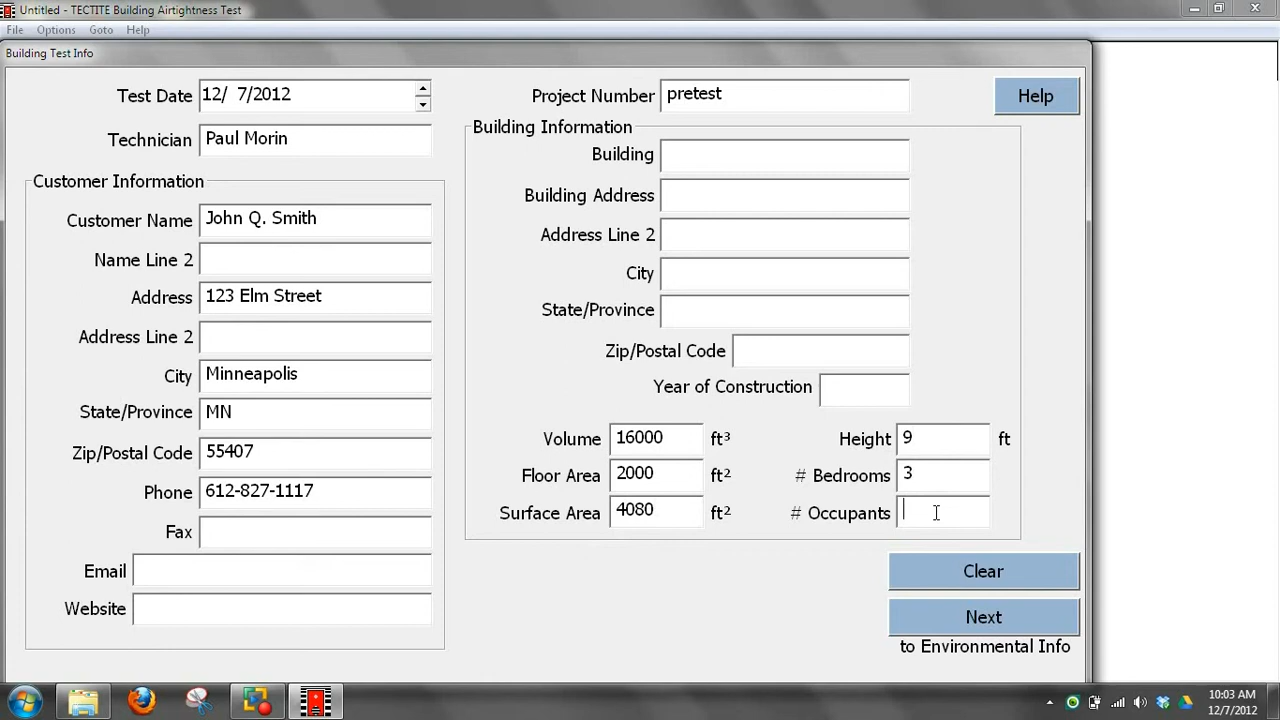 Untitled - TECTITE Building Airtightness Test
File Options Goto Help
Building Test Info
Test Date 12/ 7/2012
Technician Paul Morin
Customer Information
Customer Name John Q. Smith
Name Line 2
Address 123 Elm Street
Address Line 2
City Minneapolis
State/Province MN
Zip/Postal Code 55407
Phone 612-827-1117
Fax
Email
Website
Project Number pretest
Help
Building Information
Building
Building Address
Address Line 2
City
State/Province
Zip/Postal Code
Year of Construction
Volume 16000 ft³ Height 9 ft
Floor Area 2000 ft² # Bedrooms 3
Surface Area 4080 ft² # Occupants
Clear
Next
to Environmental Info
10:03 AM
12/7/2012